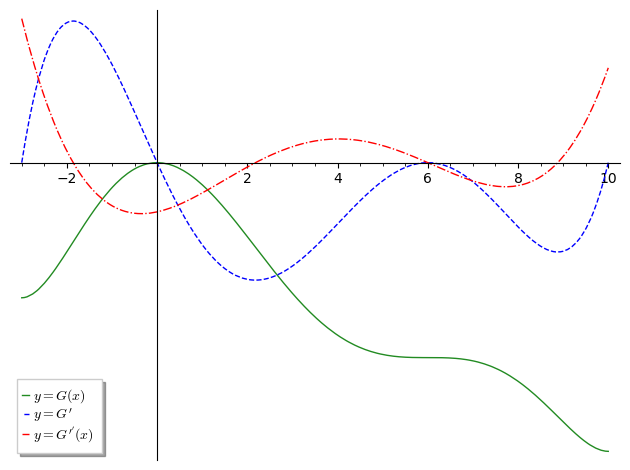 −2 2 4 6 8 10
y = G(x)
y = G′
y = G′′(x)